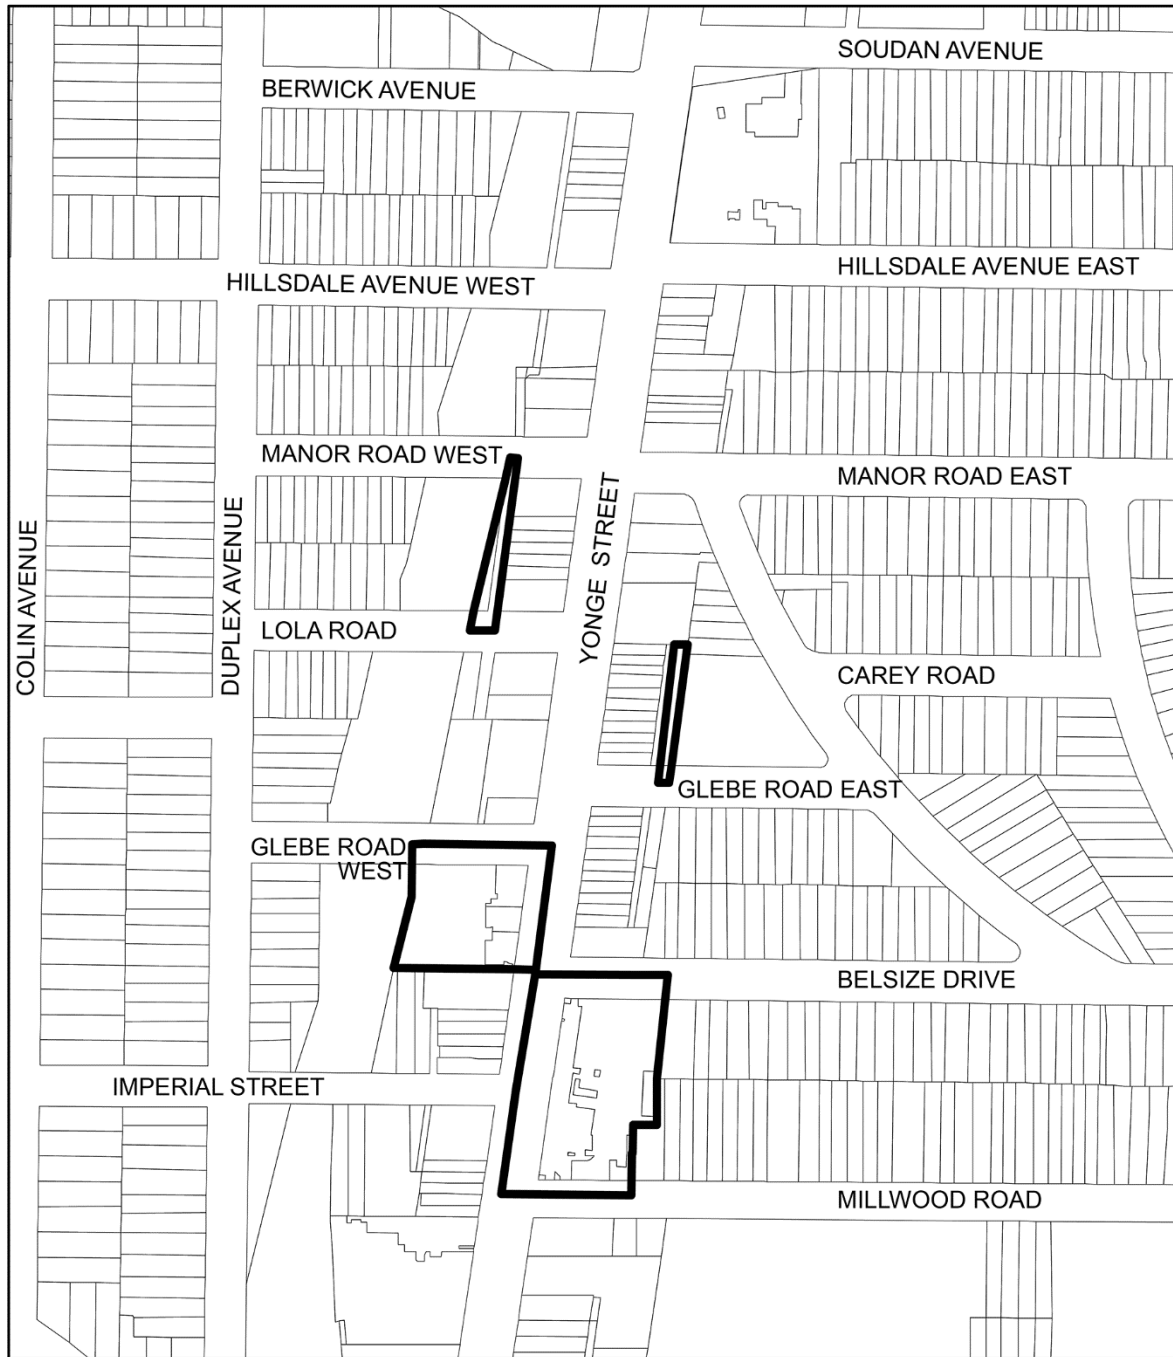 SOUDAN AVENUE
BERWICK AVENUE
HILLSDALE AVENUE EAST
HILLSDALE AVENUE WEST
MANOR ROAD WEST
MANOR ROAD EAST
COLIN AVENUE
DUPLEX AVENUE
YONGE STREET
LOLA ROAD
CAREY ROAD
GLEBE ROAD EAST
GLEBE ROAD
WEST
BELSIZE DRIVE
IMPERIAL STREET
MILLWOOD ROAD